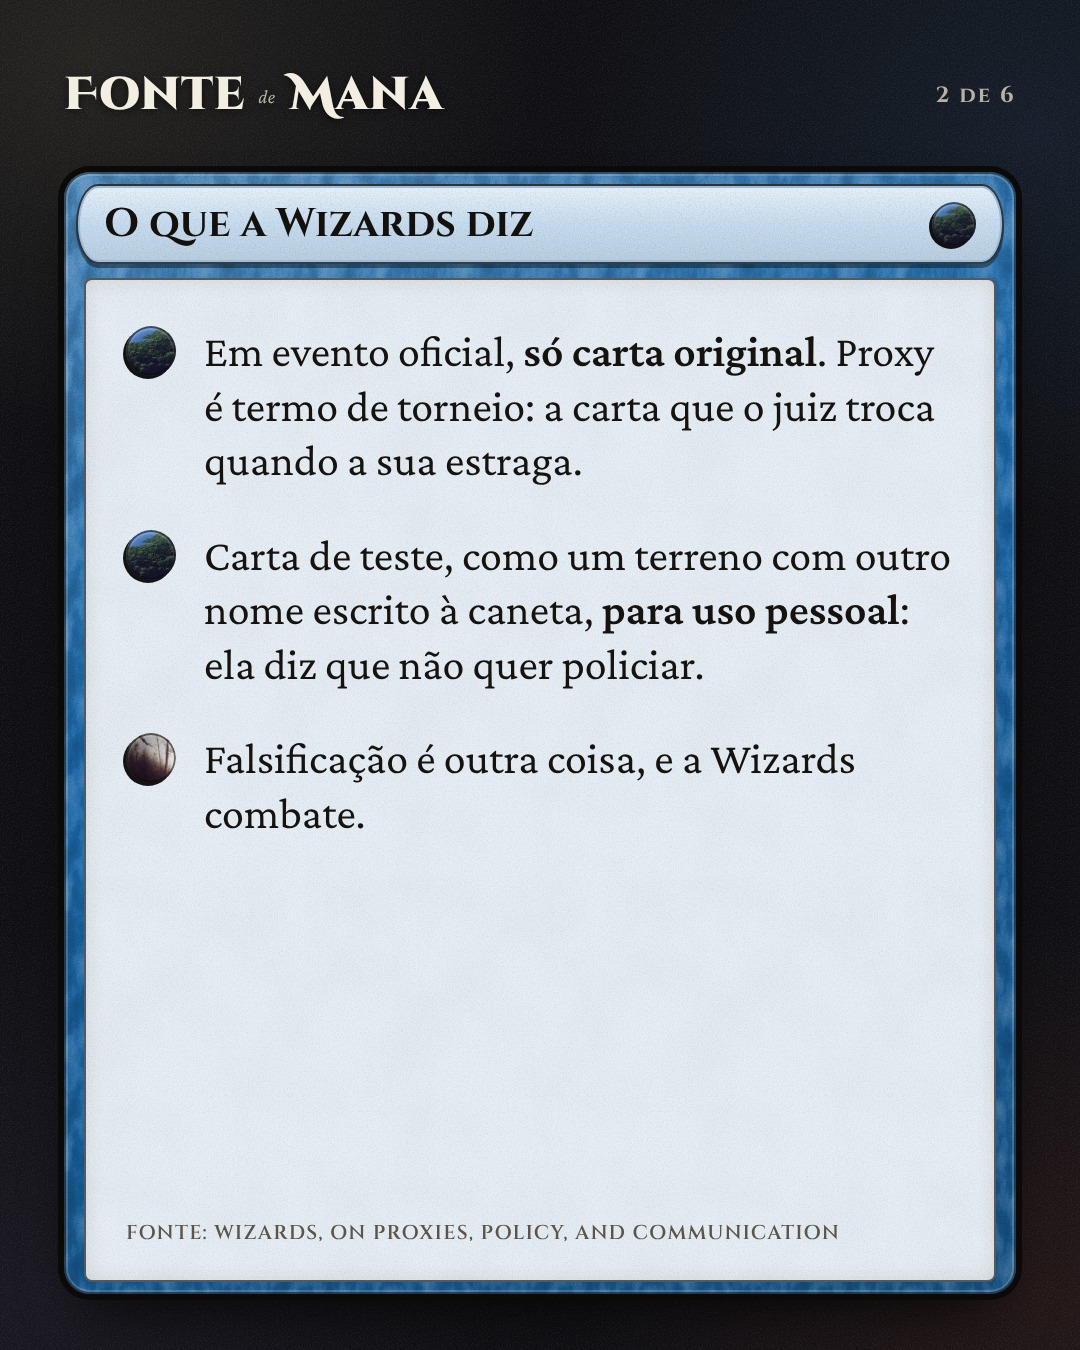 Fonte de Mana
2 de 6
O que a Wizards diz
Em evento oficial, só carta original. Proxy
é termo de torneio: a carta que o juiz troca
quando a sua estraga.
Carta de teste, como um terreno com outro
nome escrito à caneta, para uso pessoal:
ela diz que não quer policiar.
Falsificação é outra coisa, e a Wizards
combate.
FONTE: WIZARDS, ON PROXIES, POLICY, AND COMMUNICATION